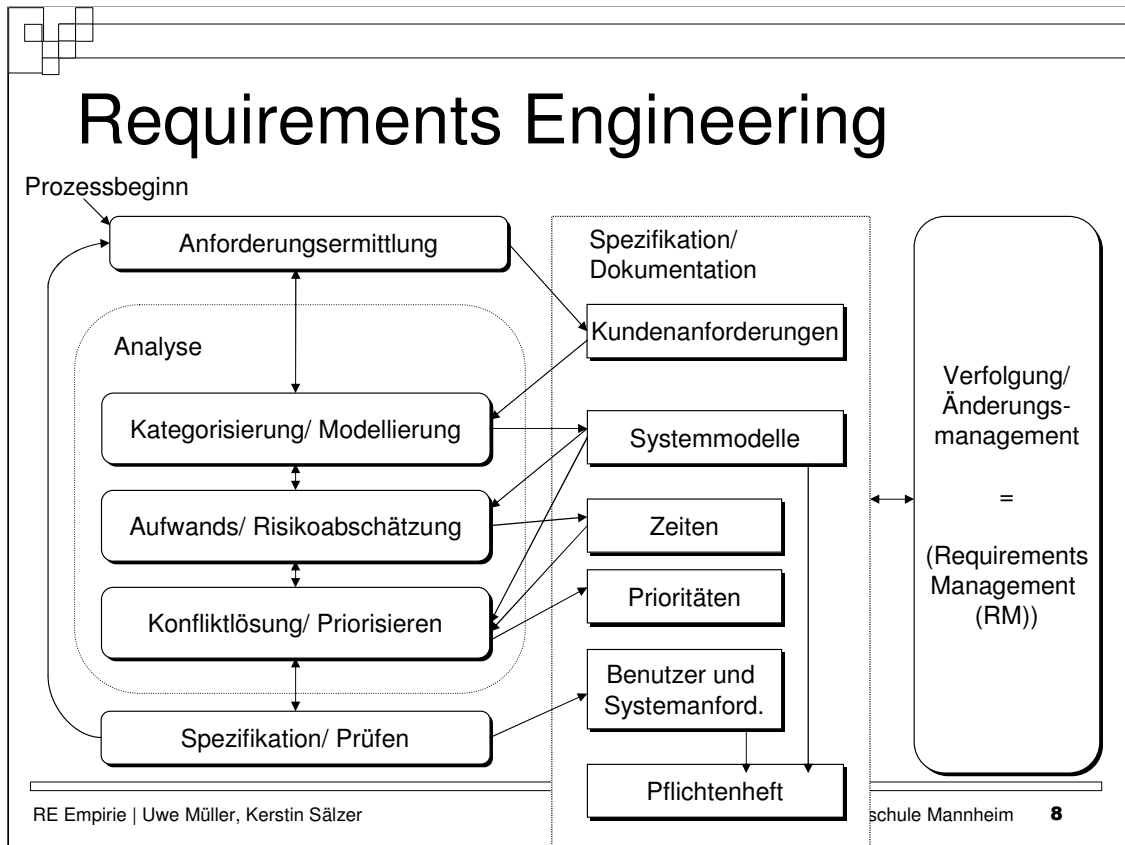 Requirements Engineering
Prozessbeginn
Anforderungsermittlung
Analyse
Kategorisierung/ Modellierung
Aufwands/ Risikoabschätzung
Konfliktlösung/ Priorisieren
Spezifikation/ Prüfen
Spezifikation/
Dokumentation
Kundenanforderungen
Systemmodelle
Zeiten
Prioritäten
Benutzer und
Systemanford.
Pflichtenheft
Verfolgung/
Änderungs-
management
=
(Requirements
Management
(RM))
RE Empirie | Uwe Müller, Kerstin Sälzer
schule Mannheim
8